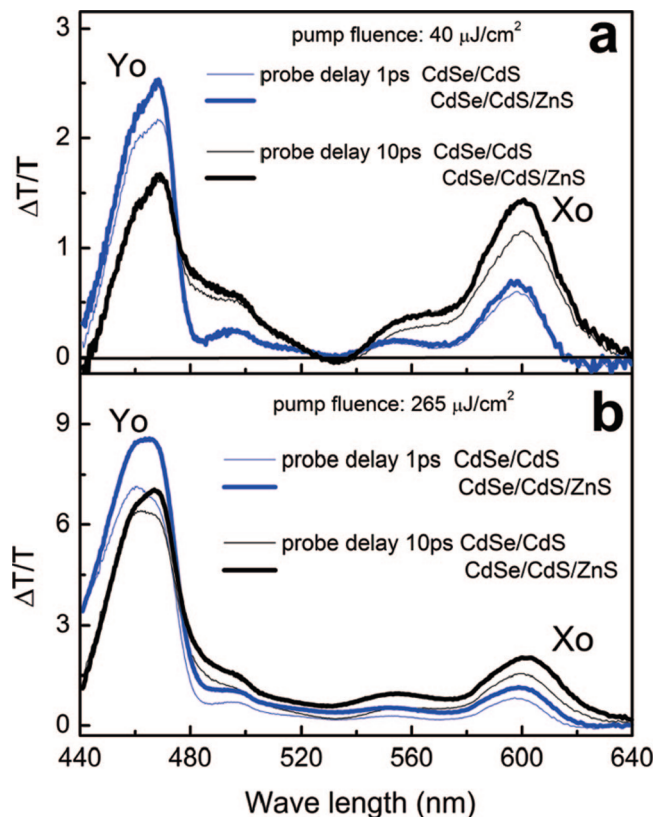 a
pump fluence: 40 μJ/cm²
Yo
probe delay 1ps CdSe/CdS
CdSe/CdS/ZnS
probe delay 10ps CdSe/CdS
CdSe/CdS/ZnS
Xo
ΔT/T
3
2
1
0
b
pump fluence: 265 μJ/cm²
Yo
probe delay 1ps CdSe/CdS
CdSe/CdS/ZnS
probe delay 10ps CdSe/CdS
CdSe/CdS/ZnS
Xo
ΔT/T
9
6
3
0
440 480 520 560 600 640
Wave length (nm)